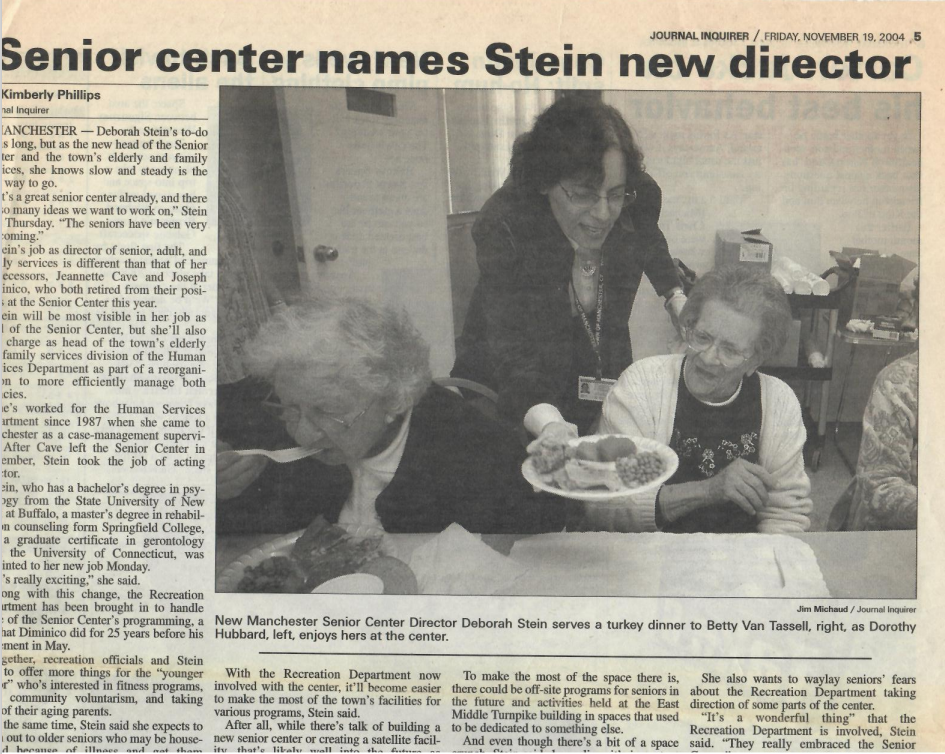 JOURNAL INQUIRER / FRIDAY, NOVEMBER 19, 2004 5
Senior center names Stein new director
Kimberly Phillips
nal Inquirer
ANCHESTER — Deborah Stein's to-do
s long, but as the new head of the Senior
ter and the town's elderly and family
ices, she knows slow and steady is the
way to go.
t's a great senior center already, and there
o many ideas we want to work on," Stein
Thursday. "The seniors have been very
coming."
ein's job as director of senior, adult, and
ly services is different than that of her
ecessors, Jeannette Cave and Joseph
inico, who both retired from their posi-
s at the Senior Center this year.
ein will be most visible in her job as
l of the Senior Center, but she'll also
charge as head of the town's elderly
family services division of the Human
ices Department as part of a reorgani-
on to more efficiently manage both
cies.
e's worked for the Human Services
artment since 1987 when she came to
chester as a case-management supervi-
After Cave left the Senior Center in
ember, Stein took the job of acting
tor.
ein, who has a bachelor's degree in psy-
ogy from the State University of New
at Buffalo, a master's degree in rehabil-
n counseling form Springfield College,
a graduate certificate in gerontology
the University of Connecticut, was
inted to her new job Monday.
's really exciting," she said.
ong with this change, the Recreation
artment has been brought in to handle
of the Senior Center's programming, a
hat Diminico did for 25 years before his
ement in May.
gether, recreation officials and Stein
to offer more things for the "younger
r" who's interested in fitness programs,
community voluntarism, and taking
of their aging parents.
the same time, Stein said she expects to
out to older seniors who may be house-
d because of illness and get them
Jim Michaud / Journal Inquirer
New Manchester Senior Center Director Deborah Stein serves a turkey dinner to Betty Van Tassell, right, as Dorothy
Hubbard, left, enjoys hers at the center.
With the Recreation Department now
involved with the center, it'll become easier
to make the most of the town's facilities for
various programs, Stein said.
After all, while there's talk of building a
new senior center or creating a satellite facil-
ity, that's likely well into the future, so
To make the most of the space there is,
there could be off-site programs for seniors in
the future and activities held at the East
Middle Turnpike building in spaces that used
to be dedicated to something else.
And even though there's a bit of a space
She also wants to waylay seniors' fears
about the Recreation Department taking
direction of some parts of the center.
"It's a wonderful thing" that the
Recreation Department is involved, Stein
said. "They really embraced the Senior